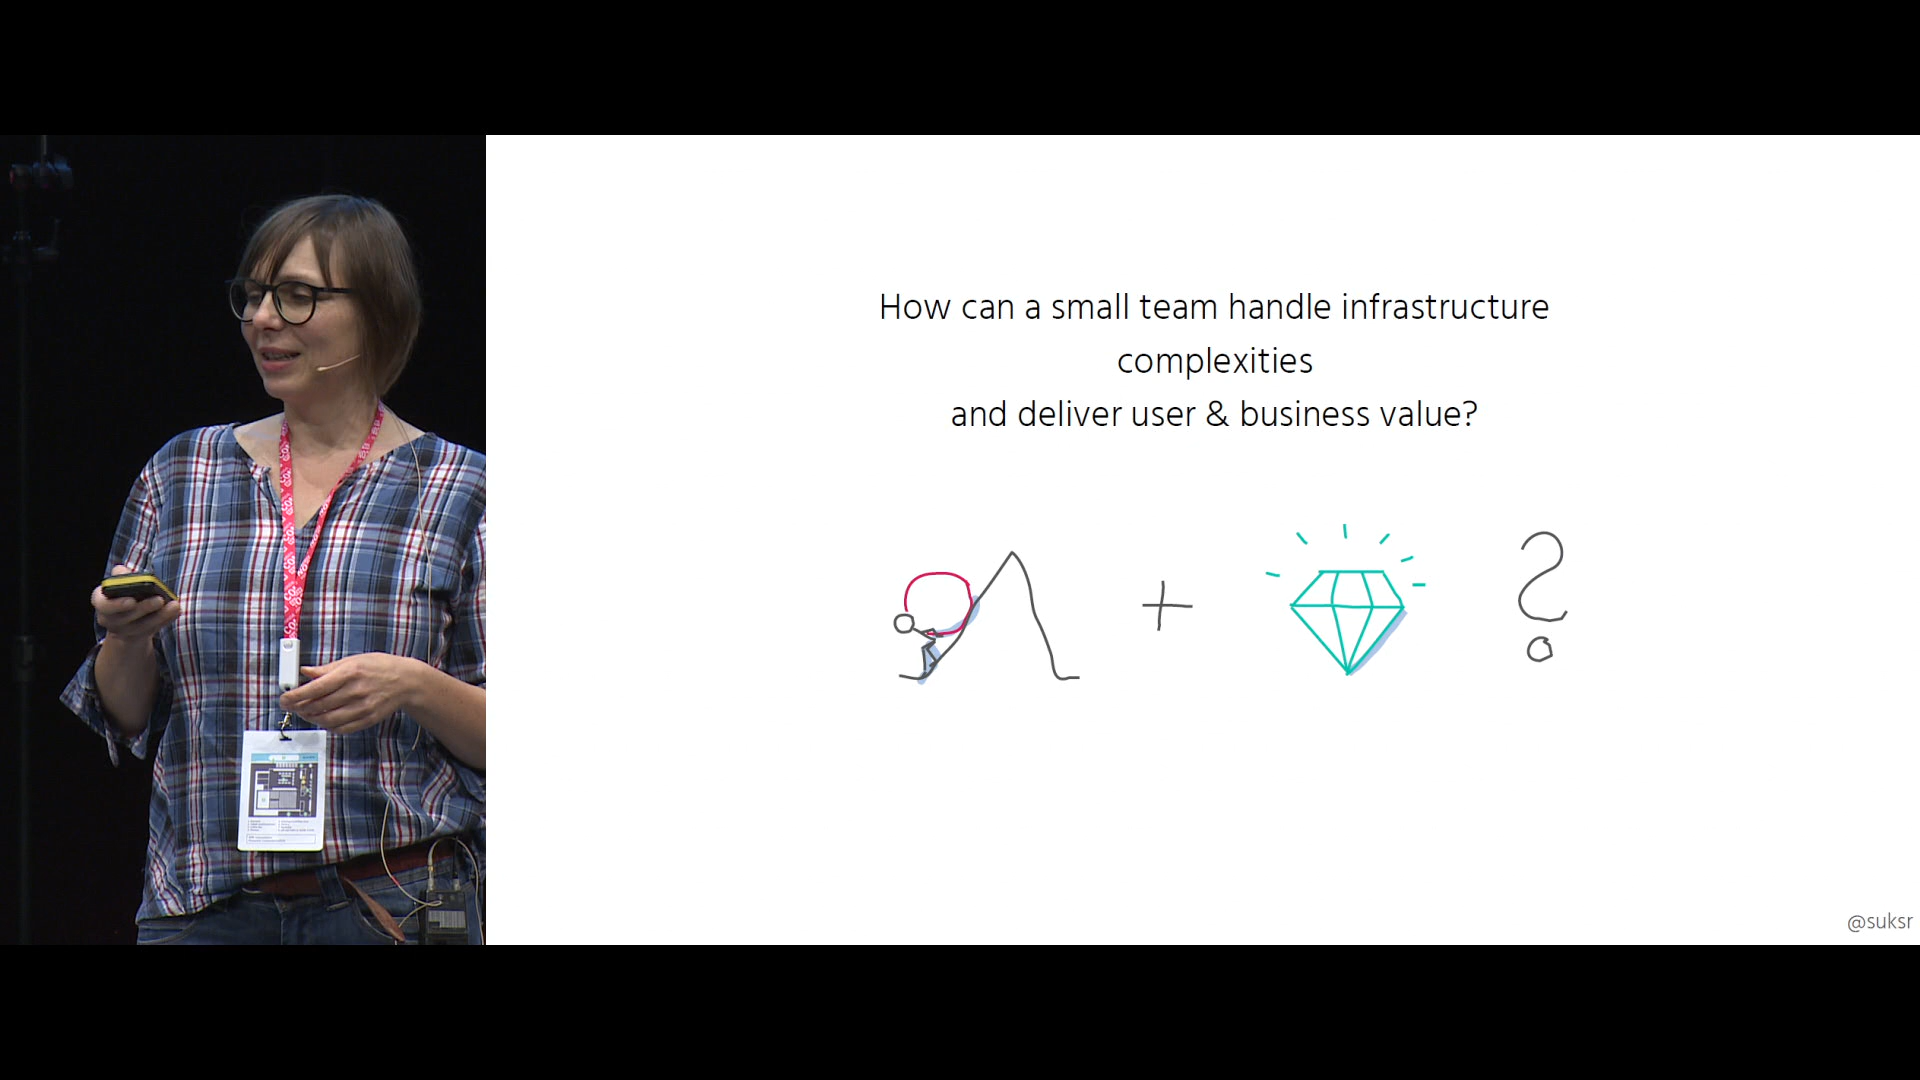 How can a small team handle infrastructure
complexities
and deliver user & business value?
@suksr